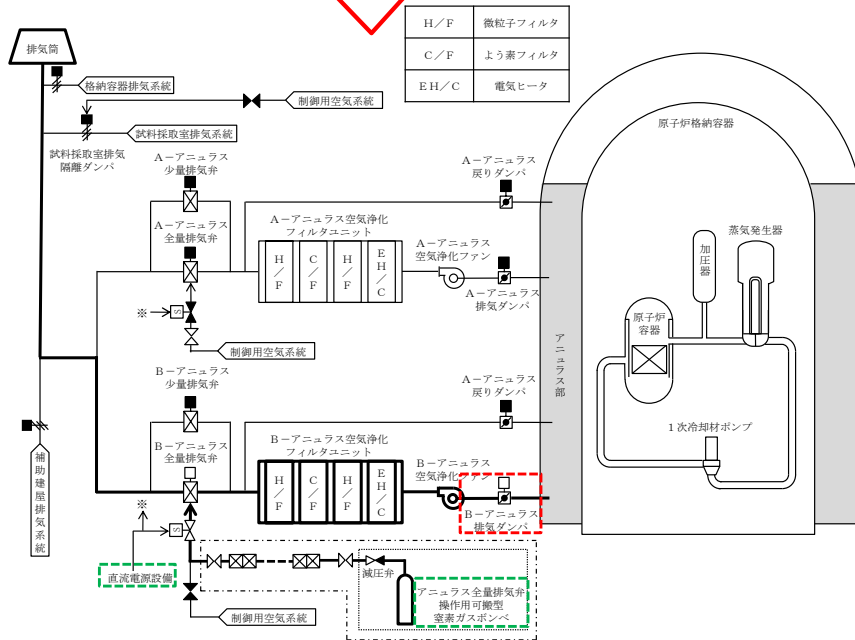 H/F 微粒子フィルタ
C/F よう素フィルタ
EH/C 電気ヒータ
排気筒
格納容器排気系統
制御用空気系統
試料採取室排気系統
試料採取室排気
隔離ダンパ
A-アニュラス
少量排気弁
A-アニュラス
全量排気弁
A-アニュラス空気浄化
フィルタユニット
H/F
C/F
H/F
EH/C
A-アニュラス
戻りダンパ
A-アニュラス
空気浄化ファン
A-アニュラス
排気ダンパ
※
S
制御用空気系統
原子炉格納容器
蒸気発生器
加圧器
原子炉
容器
1次冷却材ポンプ
アニュラス部
B-アニュラス
少量排気弁
B-アニュラス
全量排気弁
B-アニュラス空気浄化
フィルタユニット
H/F
C/F
H/F
EH/C
A-アニュラス
戻りダンパ
B-アニュラス
空気浄化ファン
B-アニュラス
排気ダンパ
補助建屋排気系統
※
S
直流電源設備
減圧弁
アニュラス全量排気弁
操作用可搬型
窒素ガスボンベ
制御用空気系統